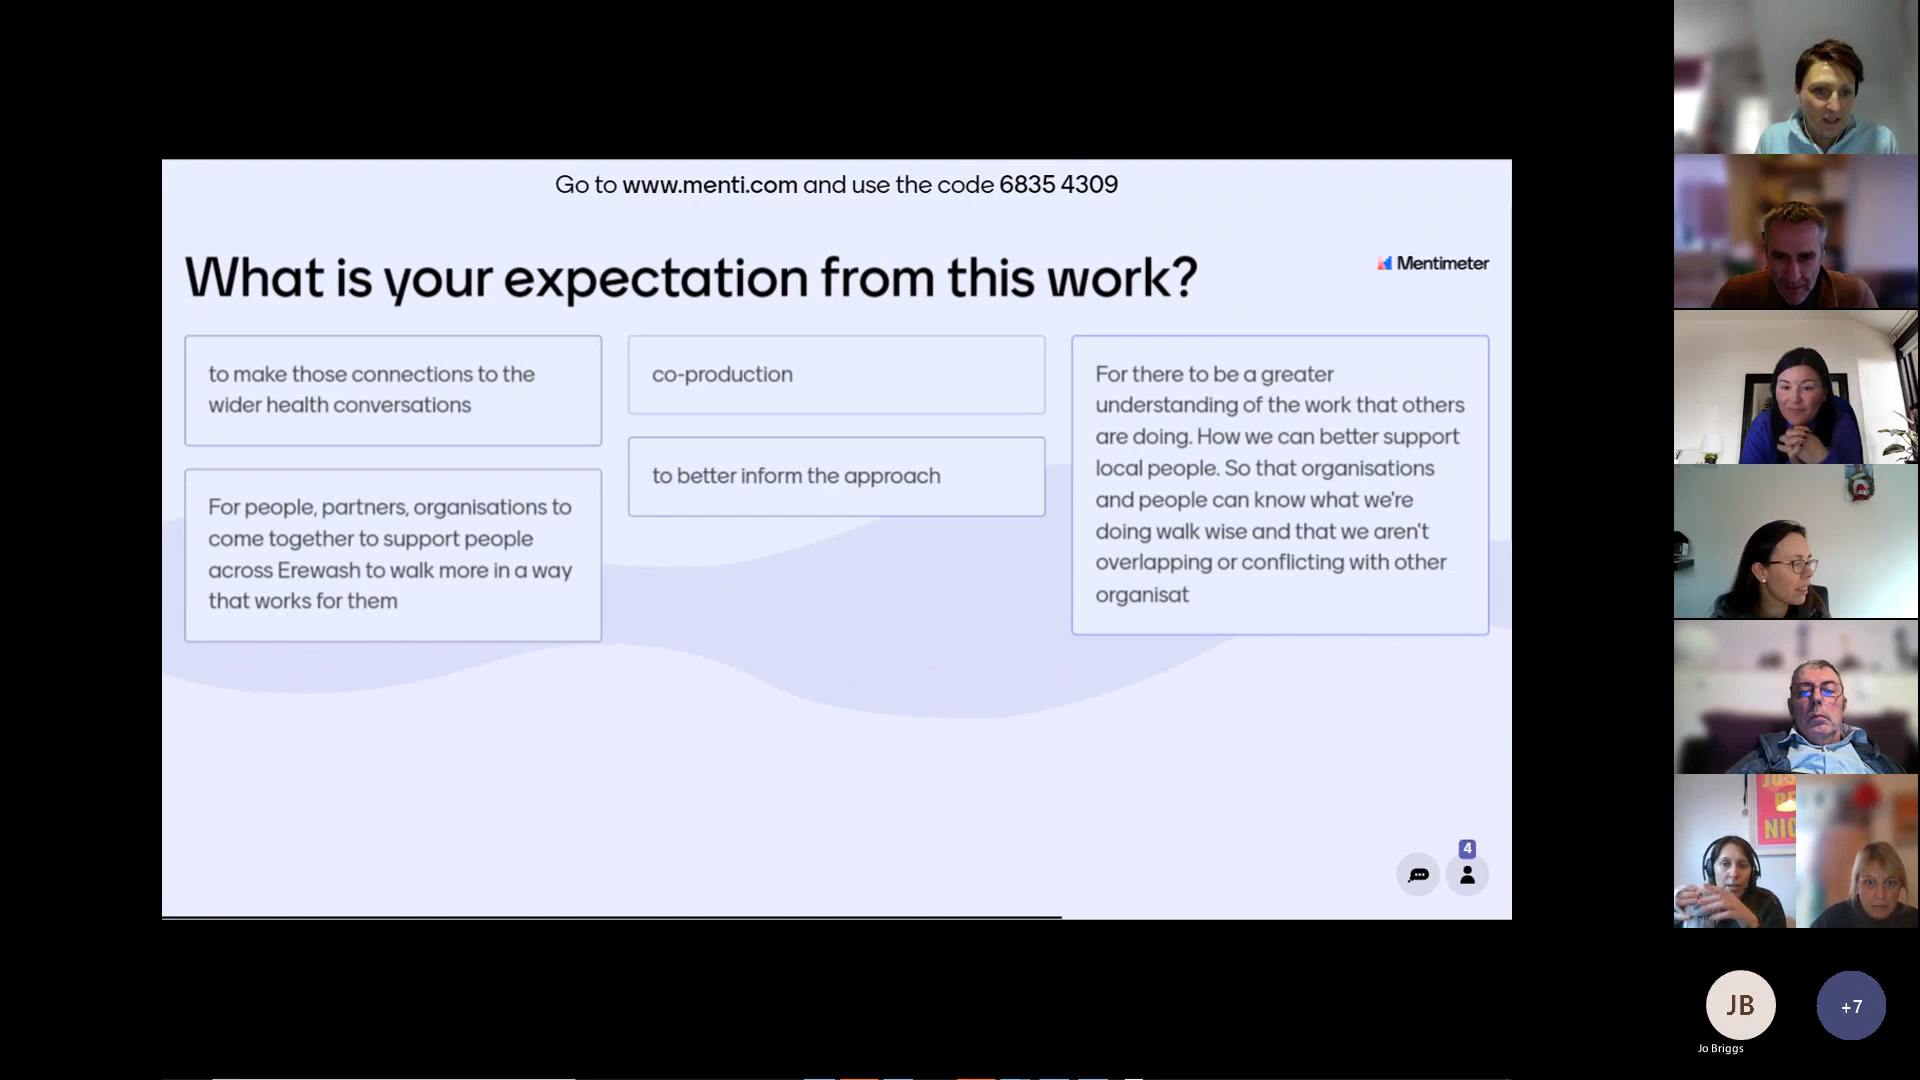 Go to www.menti.com and use the code 6835 4309
What is your expectation from this work?
Mentimeter
to make those connections to the
wider health conversations
For people, partners, organisations to
come together to support people
across Erewash to walk more in a way
that works for them
co-production
to better inform the approach
For there to be a greater
understanding of the work that others
are doing. How we can better support
local people. So that organisations
and people can know what we're
doing walk wise and that we aren't
overlapping or conflicting with other
organisat
4
NIC
JB
+7
Jo Briggs